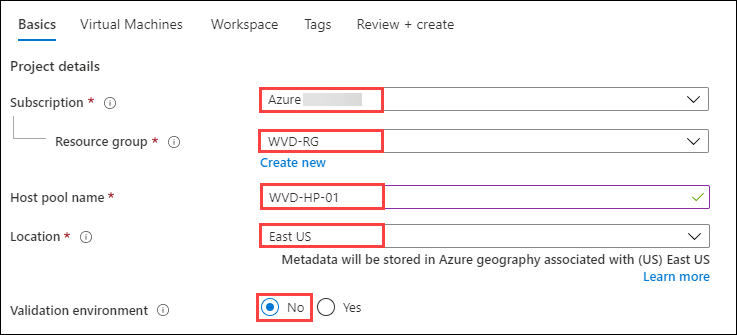 Basics Virtual Machines Workspace Tags Review + create
Project details
Subscription * Azure
Resource group * WVD-RG
Create new
Host pool name * WVD-HP-01
Location * East US
Metadata will be stored in Azure geography associated with (US) East US
Learn more
Validation environment No Yes